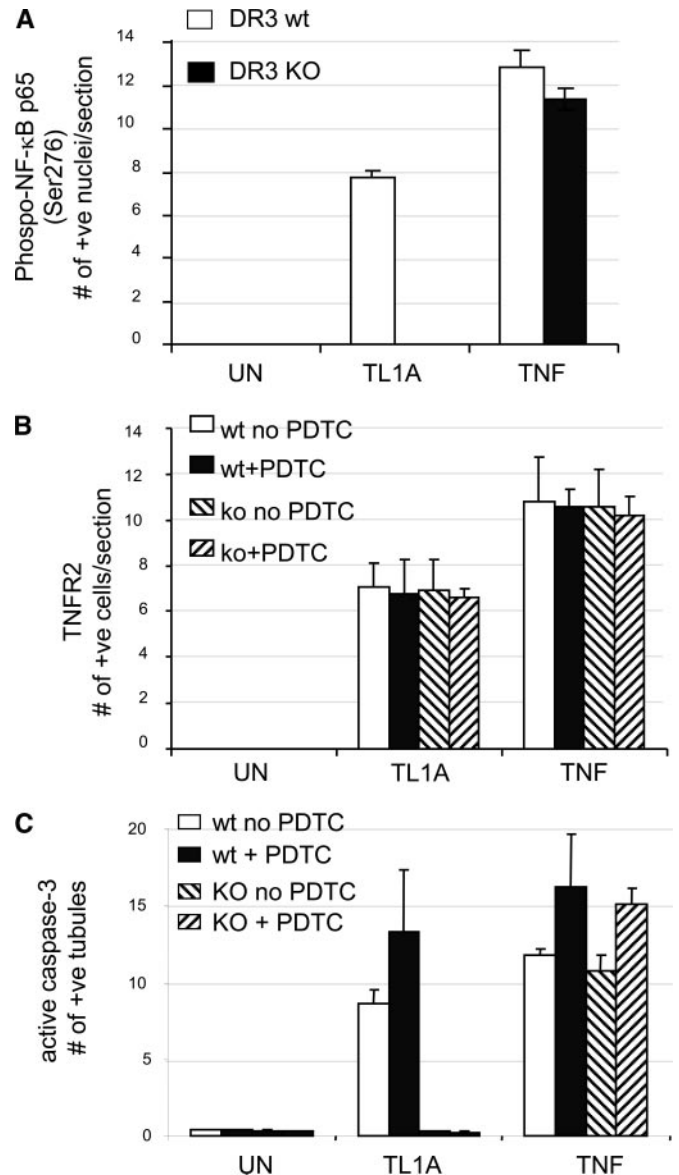 A
DR3 wt
DR3 KO
Phospo-NF-κB p65
(Ser276)
# of +ve nuclei/section
14
12
10
8
6
4
2
0
UN TL1A TNF
B
wt no PDTC
wt+PDTC
ko no PDTC
ko+PDTC
TNFR2
# of +ve cells/section
14
12
10
8
6
4
2
0
UN TL1A TNF
C
wt no PDTC
wt + PDTC
KO no PDTC
KO + PDTC
active caspase-3
# of +ve tubules
20
15
10
5
0
UN TL1A TNF